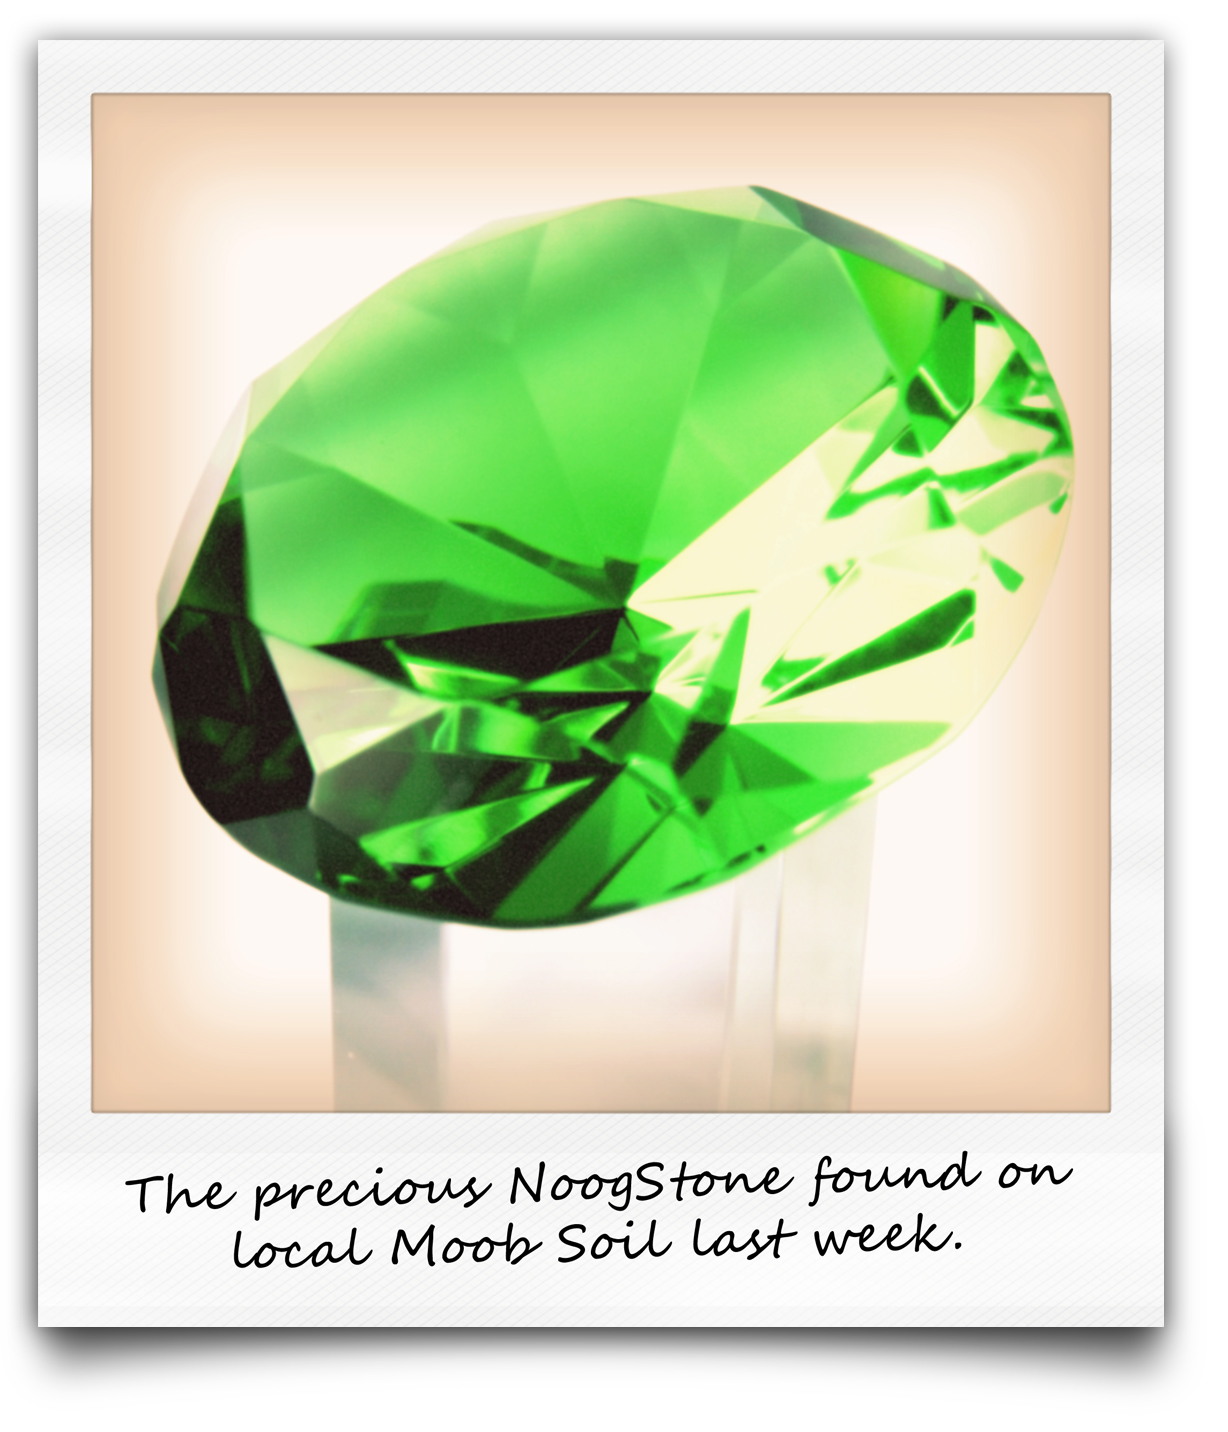 The precious NoogStone found on
local Moob Soil last week.